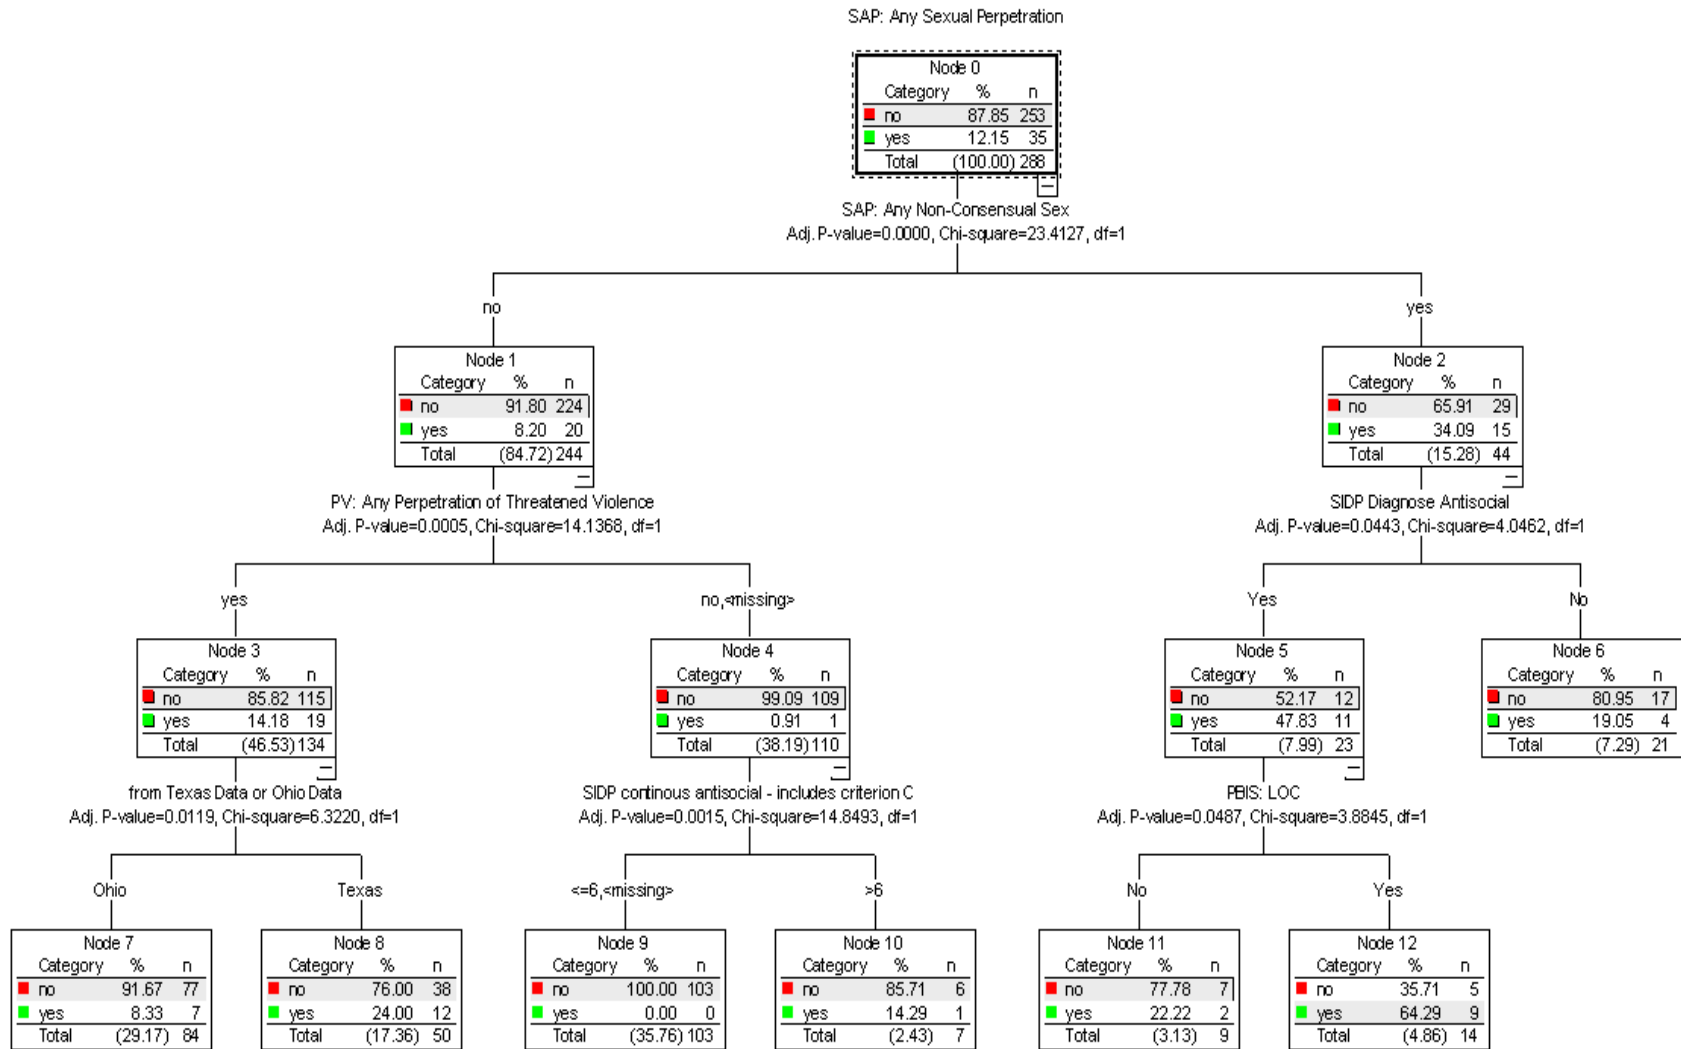 SAP: Any Sexual Perpetration
Node 0
Category % n
no 87.85 253
yes 12.15 35
Total (100.00) 288
SAP: Any Non-Consensual Sex
Adj. P-value=0.0000, Chi-square=23.4127, df=1
no
yes
Node 1
Category % n
no 91.80 224
yes 8.20 20
Total (84.72) 244
Node 2
Category % n
no 65.91 29
yes 34.09 15
Total (15.28) 44
PV: Any Perpetration of Threatened Violence
Adj. P-value=0.0005, Chi-square=14.1368, df=1
SIDP Diagnose Antisocial
Adj. P-value=0.0443, Chi-square=4.0462, df=1
yes
no,<missing>
Yes
No
Node 3
Category % n
no 85.82 115
yes 14.18 19
Total (46.53) 134
Node 4
Category % n
no 99.09 109
yes 0.91 1
Total (38.19) 110
Node 5
Category % n
no 52.17 12
yes 47.83 11
Total (7.99) 23
Node 6
Category % n
no 80.95 17
yes 19.05 4
Total (7.29) 21
from Texas Data or Ohio Data
Adj. P-value=0.0119, Chi-square=6.3220, df=1
SIDP continous antisocial - includes criterion C
Adj. P-value=0.0015, Chi-square=14.8493, df=1
PBIS: LOC
Adj. P-value=0.0487, Chi-square=3.8845, df=1
Ohio
Texas
<=6,<missing>
>6
No
Yes
Node 7
Category % n
no 91.67 77
yes 8.33 7
Total (29.17) 84
Node 8
Category % n
no 76.00 38
yes 24.00 12
Total (17.36) 50
Node 9
Category % n
no 100.00 103
yes 0.00 0
Total (35.76) 103
Node 10
Category % n
no 85.71 6
yes 14.29 1
Total (2.43) 7
Node 11
Category % n
no 77.78 7
yes 22.22 2
Total (3.13) 9
Node 12
Category % n
no 35.71 5
yes 64.29 9
Total (4.86) 14